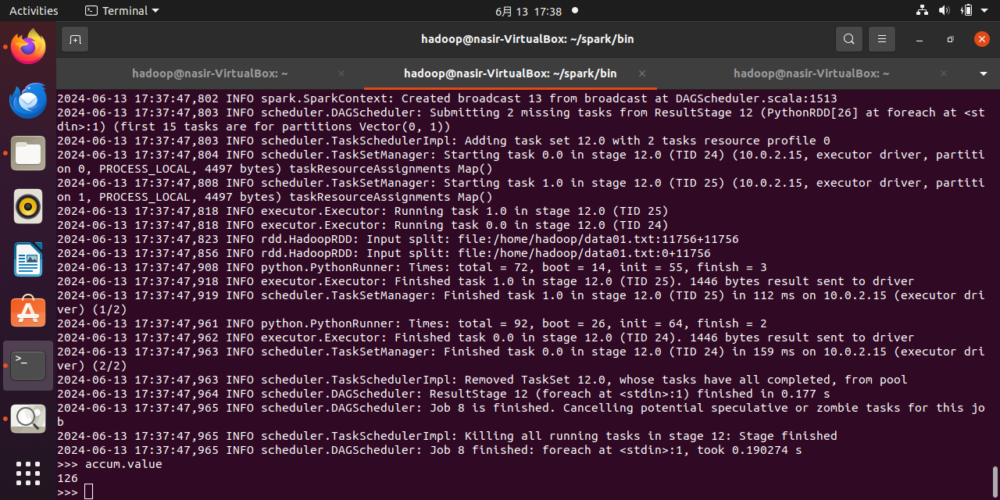 Activities Terminal 6月 13 17:38
hadoop@nasir-VirtualBox: ~/spark/bin
hadoop@nasir-VirtualBox: ~ hadoop@nasir-VirtualBox: ~/spark/bin hadoop@nasir-VirtualBox: ~
2024-06-13 17:37:47,802 INFO spark.SparkContext: Created broadcast 13 from broadcast at DAGScheduler.scala:1513
2024-06-13 17:37:47,803 INFO scheduler.DAGScheduler: Submitting 2 missing tasks from ResultStage 12 (PythonRDD[26] at foreach at <st
din>:1) (first 15 tasks are for partitions Vector(0, 1))
2024-06-13 17:37:47,803 INFO scheduler.TaskSchedulerImpl: Adding task set 12.0 with 2 tasks resource profile 0
2024-06-13 17:37:47,804 INFO scheduler.TaskSetManager: Starting task 0.0 in stage 12.0 (TID 24) (10.0.2.15, executor driver, partiti
on 0, PROCESS_LOCAL, 4497 bytes) taskResourceAssignments Map()
2024-06-13 17:37:47,808 INFO scheduler.TaskSetManager: Starting task 1.0 in stage 12.0 (TID 25) (10.0.2.15, executor driver, partiti
on 1, PROCESS_LOCAL, 4497 bytes) taskResourceAssignments Map()
2024-06-13 17:37:47,818 INFO executor.Executor: Running task 1.0 in stage 12.0 (TID 25)
2024-06-13 17:37:47,818 INFO executor.Executor: Running task 0.0 in stage 12.0 (TID 24)
2024-06-13 17:37:47,823 INFO rdd.HadoopRDD: Input split: file:/home/hadoop/data01.txt:11756+11756
2024-06-13 17:37:47,856 INFO rdd.HadoopRDD: Input split: file:/home/hadoop/data01.txt:0+11756
2024-06-13 17:37:47,908 INFO python.PythonRunner: Times: total = 72, boot = 14, init = 55, finish = 3
2024-06-13 17:37:47,918 INFO executor.Executor: Finished task 1.0 in stage 12.0 (TID 25). 1446 bytes result sent to driver
2024-06-13 17:37:47,919 INFO scheduler.TaskSetManager: Finished task 1.0 in stage 12.0 (TID 25) in 112 ms on 10.0.2.15 (executor dri
ver) (1/2)
2024-06-13 17:37:47,961 INFO python.PythonRunner: Times: total = 92, boot = 26, init = 64, finish = 2
2024-06-13 17:37:47,962 INFO executor.Executor: Finished task 0.0 in stage 12.0 (TID 24). 1446 bytes result sent to driver
2024-06-13 17:37:47,963 INFO scheduler.TaskSetManager: Finished task 0.0 in stage 12.0 (TID 24) in 159 ms on 10.0.2.15 (executor dri
ver) (2/2)
2024-06-13 17:37:47,963 INFO scheduler.TaskSchedulerImpl: Removed TaskSet 12.0, whose tasks have all completed, from pool
2024-06-13 17:37:47,964 INFO scheduler.DAGScheduler: ResultStage 12 (foreach at <stdin>:1) finished in 0.177 s
2024-06-13 17:37:47,965 INFO scheduler.DAGScheduler: Job 8 is finished. Cancelling potential speculative or zombie tasks for this jo
b
2024-06-13 17:37:47,965 INFO scheduler.TaskSchedulerImpl: Killing all running tasks in stage 12: Stage finished
2024-06-13 17:37:47,965 INFO scheduler.DAGScheduler: Job 8 finished: foreach at <stdin>:1, took 0.190274 s
>>> accum.value
126
>>>